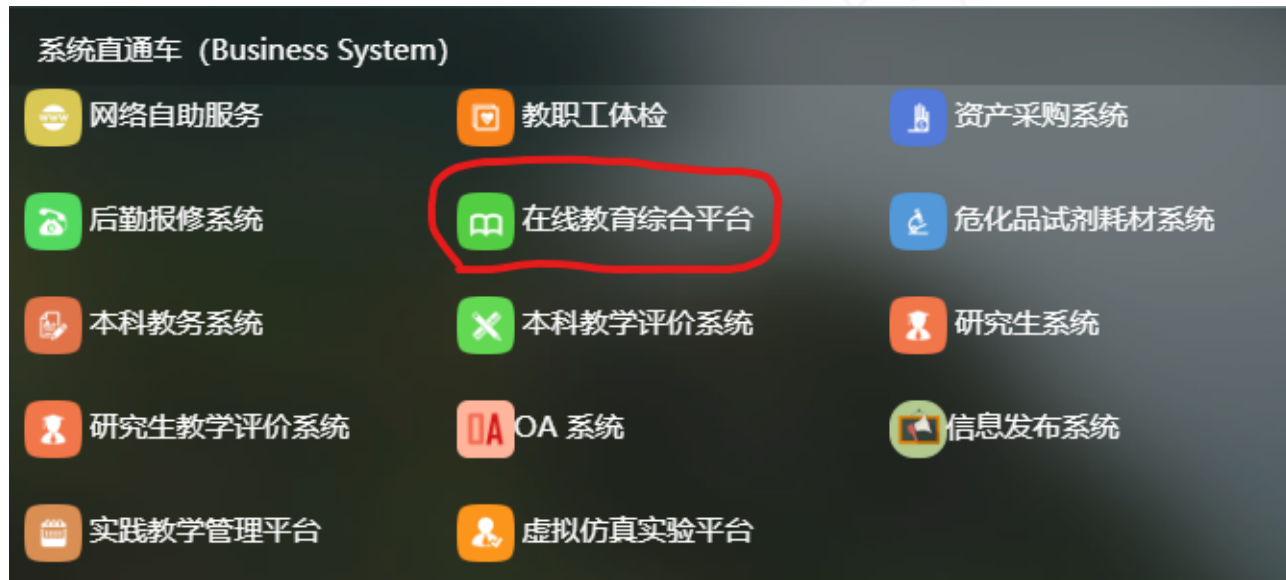 系统直通车 (Business System)
网络自助服务 教职工体检 资产采购系统
后勤报修系统 在线教育综合平台 危化品试剂耗材系统
本科教务系统 本科教学评价系统 研究生系统
研究生教学评价系统 OA OA 系统 信息发布系统
实践教学管理平台 虚拟仿真实验平台